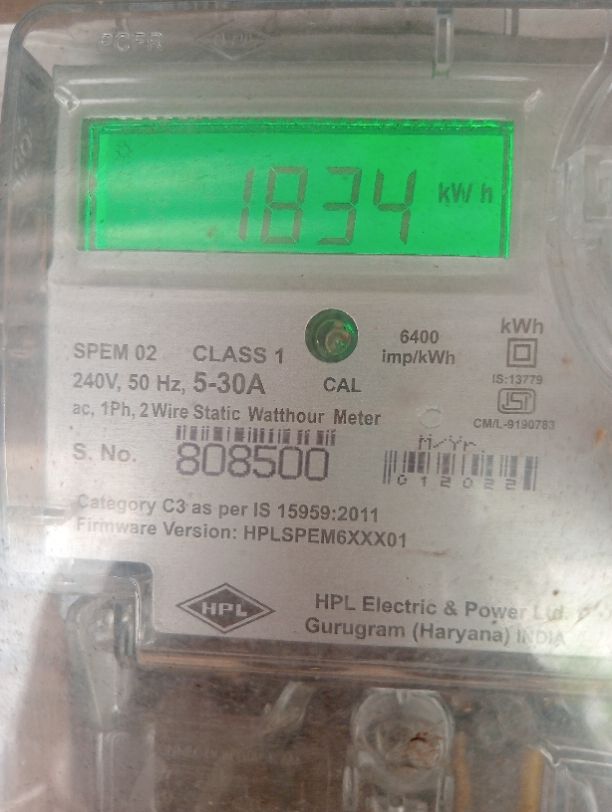 1834 kWh
6400
imp/kWh
kWh
SPEM 02 CLASS 1
240V, 50 Hz, 5-30A
CAL
IS:13779
ISI
CM/L-9190783
ac, 1Ph, 2 Wire Static Watthour Meter
S. No. 808500
M/Yr
012022
Category C3 as per IS 15959:2011
Firmware Version: HPLSPEM6XXX01
HPL
HPL Electric & Power Ltd.
Gurugram (Haryana) INDIA